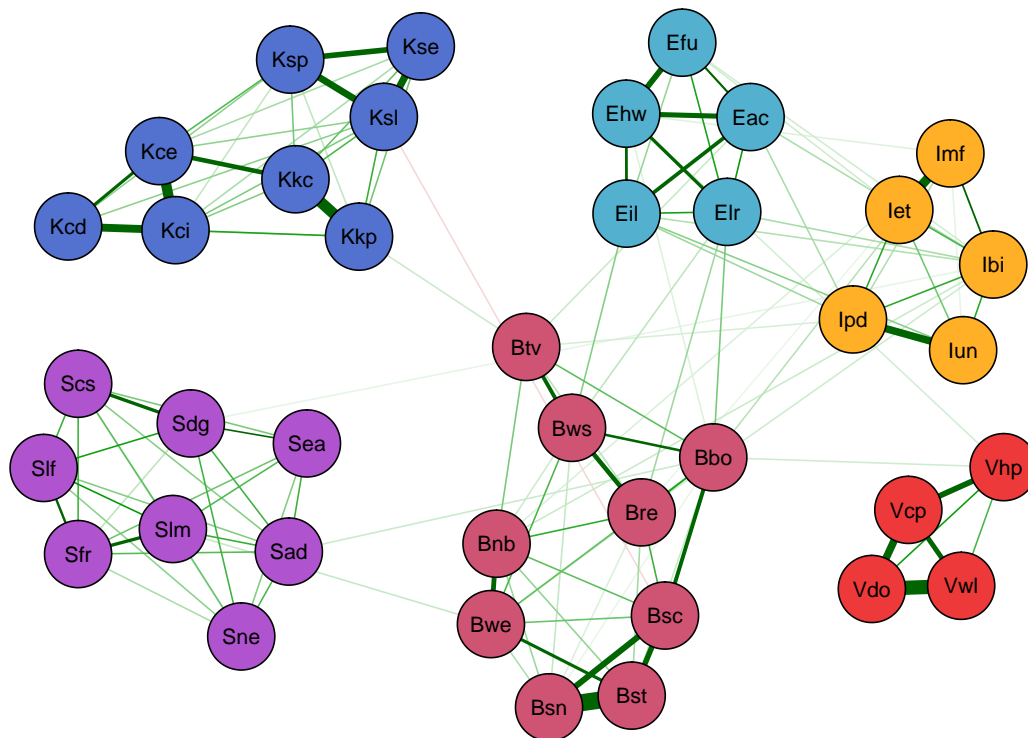 Kse
Efu
Ksp
Ehw
Ksl
Eac
Kce
Imf
Kkc
Iet
Eil
Elr
Kcd
Kci
Kkp
Ibi
Ipd
Btv
Iun
Scs
Sdg
Bws
Sea
Bbo
Slf
Vhp
Vcp
Bre
Slm
Bnb
Sfr
Sad
Vdo
Vwl
Bsc
Bwe
Sne
Bst
Bsn